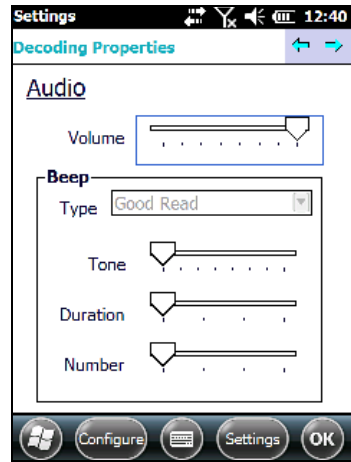 Settings 12:40
Decoding Properties
Audio
Volume
Beep
Type Good Read
Tone
Duration
Number
Configure Settings OK